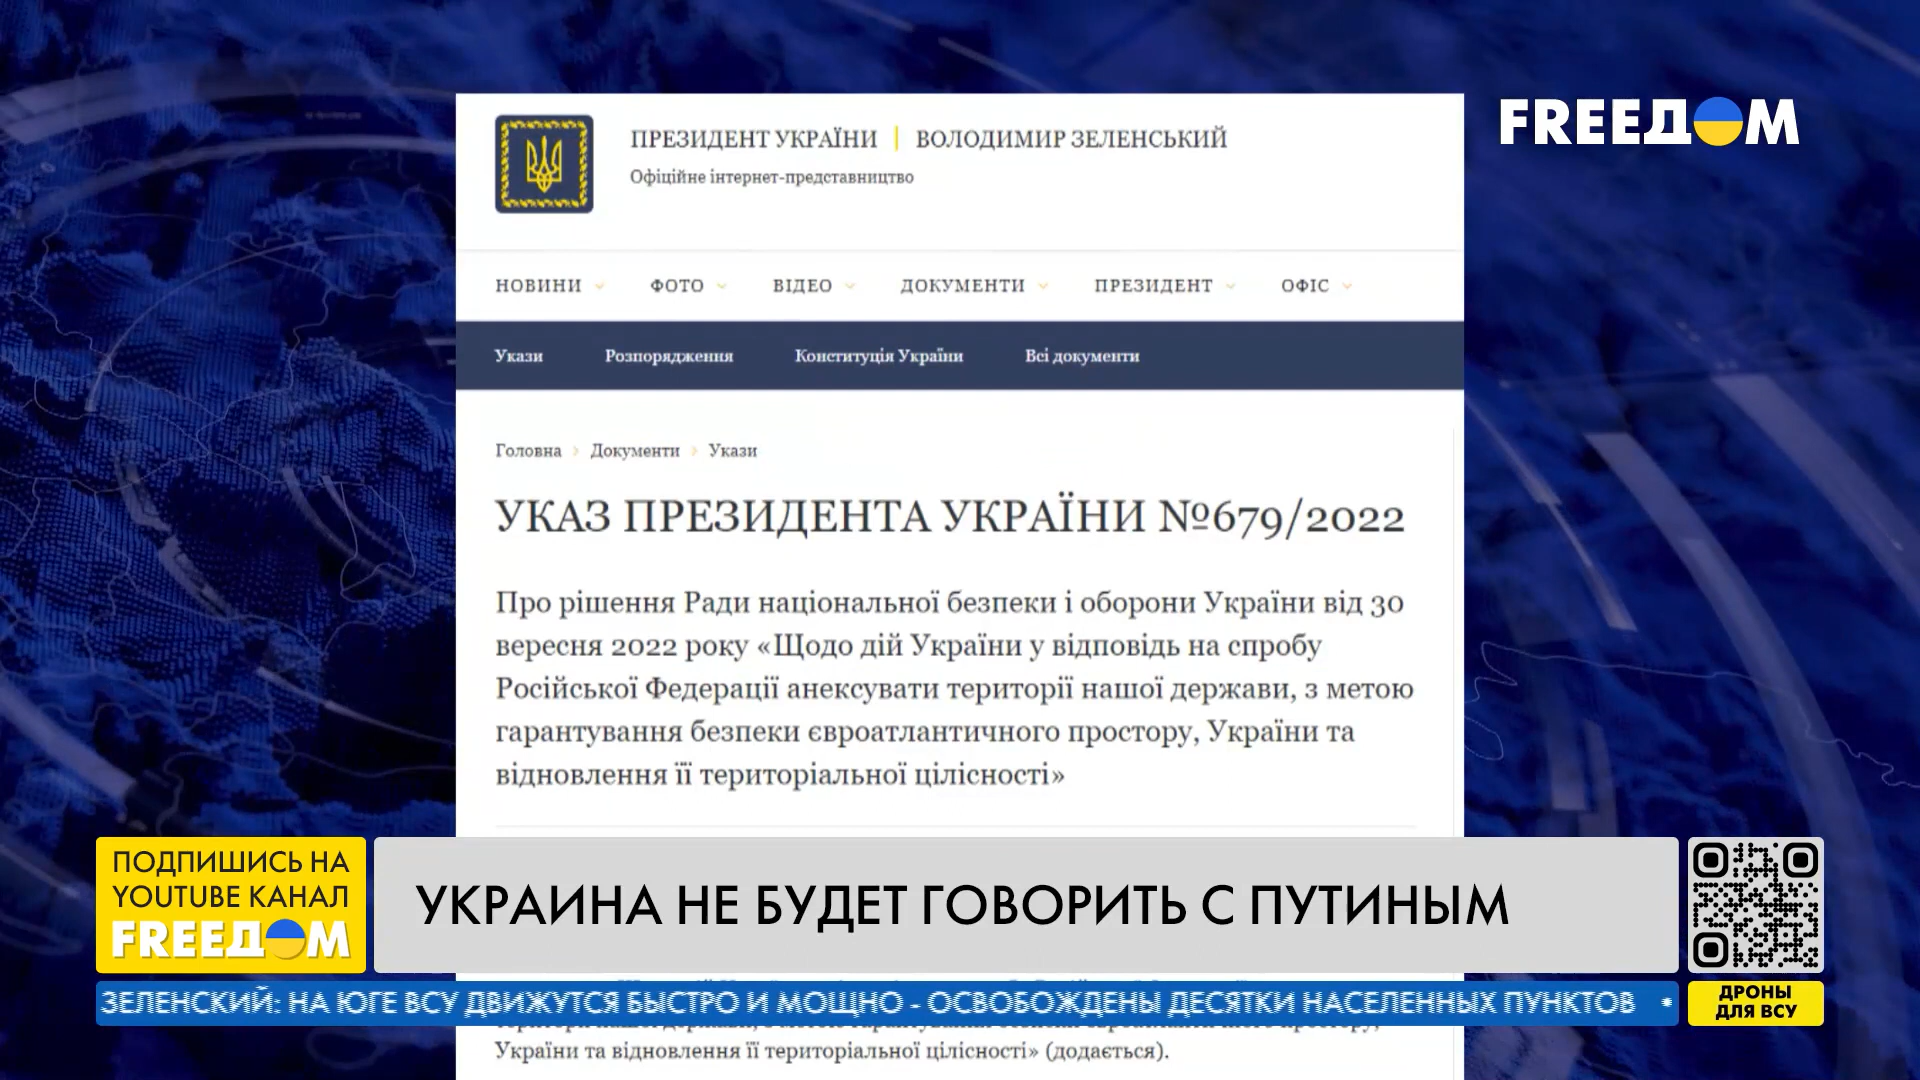 FREEДОМ
ПРЕЗИДЕНТ УКРАЇНИ | ВОЛОДИМИР ЗЕЛЕНСЬКИЙ
Офіційне інтернет-представництво
НОВИНИ ФОТО ВІДЕО ДОКУМЕНТИ ПРЕЗИДЕНТ ОФІС
Укази Розпорядження Конституція України Всі документи
Головна > Документи > Укази
УКАЗ ПРЕЗИДЕНТА УКРАЇНИ №679/2022
Про рішення Ради національної безпеки і оборони України від 30
вересня 2022 року «Щодо дій України у відповідь на спробу
Російської Федерації анексувати території нашої держави, з метою
гарантування безпеки євроатлантичного простору, України та
відновлення її територіальної цілісності»
ПОДПИШИСЬ НА
YOUTUBE КАНАЛ
FREEДОМ
УКРАИНА НЕ БУДЕТ ГОВОРИТЬ С ПУТИНЫМ
ЗЕЛЕНСКИЙ: НА ЮГЕ ВСУ ДВИЖУТСЯ БЫСТРО И МОЩНО - ОСВОБОЖДЕНЫ ДЕСЯТКИ НАСЕЛЕННЫХ ПУНКТОВ •
ДРОНЫ
ДЛЯ ВСУ
України та відновлення її територіальної цілісності» (додається).